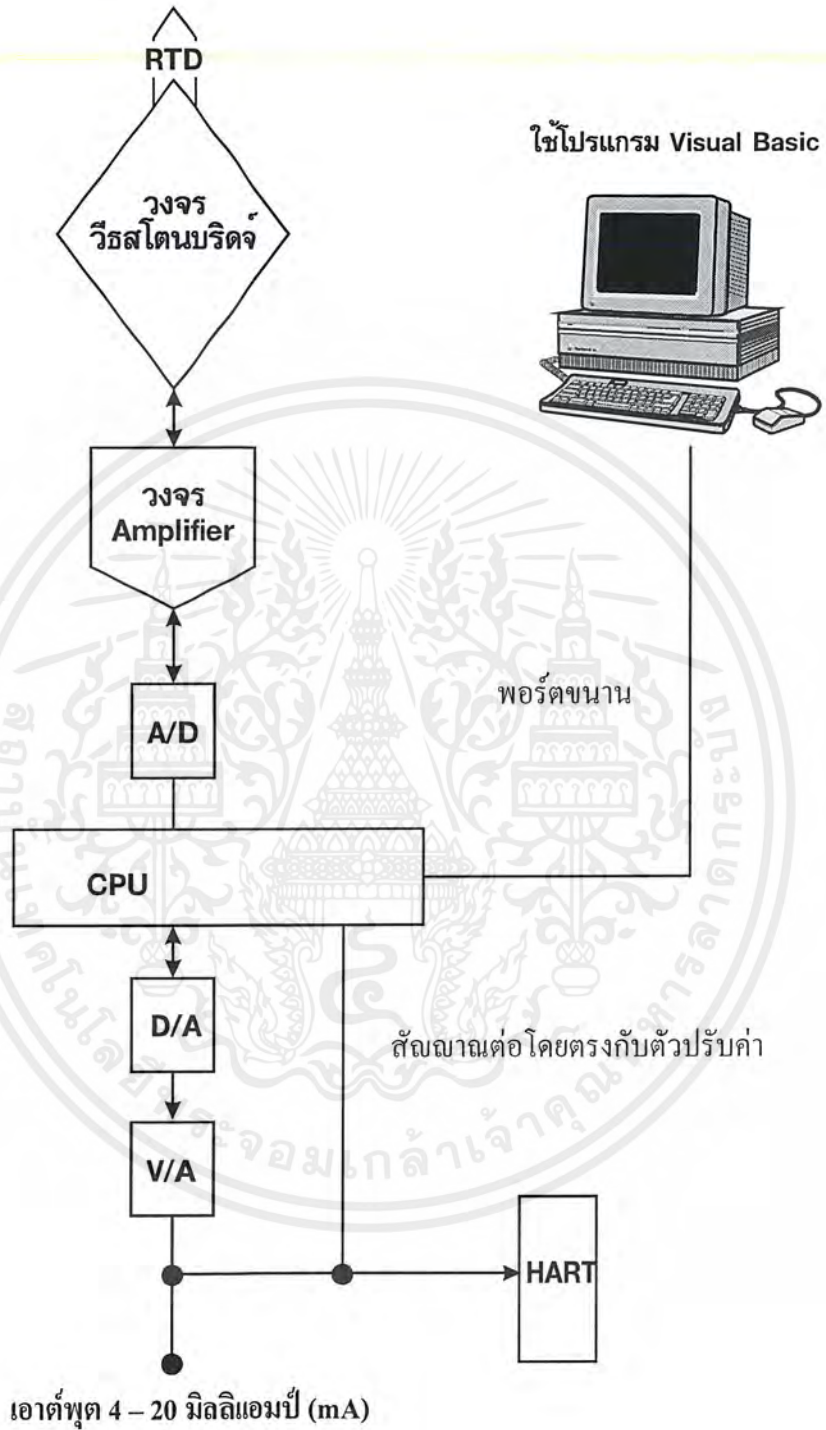 RTD
ใช้โปรแกรม Visual Basic
วงจร
วีธสโตนบริดจ์
วงจร
Amplifier
พอร์ตขนาน
A/D
CPU
D/A
สัญญาณต่อโดยตรงกับตัวปรับค่า
V/A
HART
เอาต์พุต 4 – 20 มิลลิแอมป์ (mA)